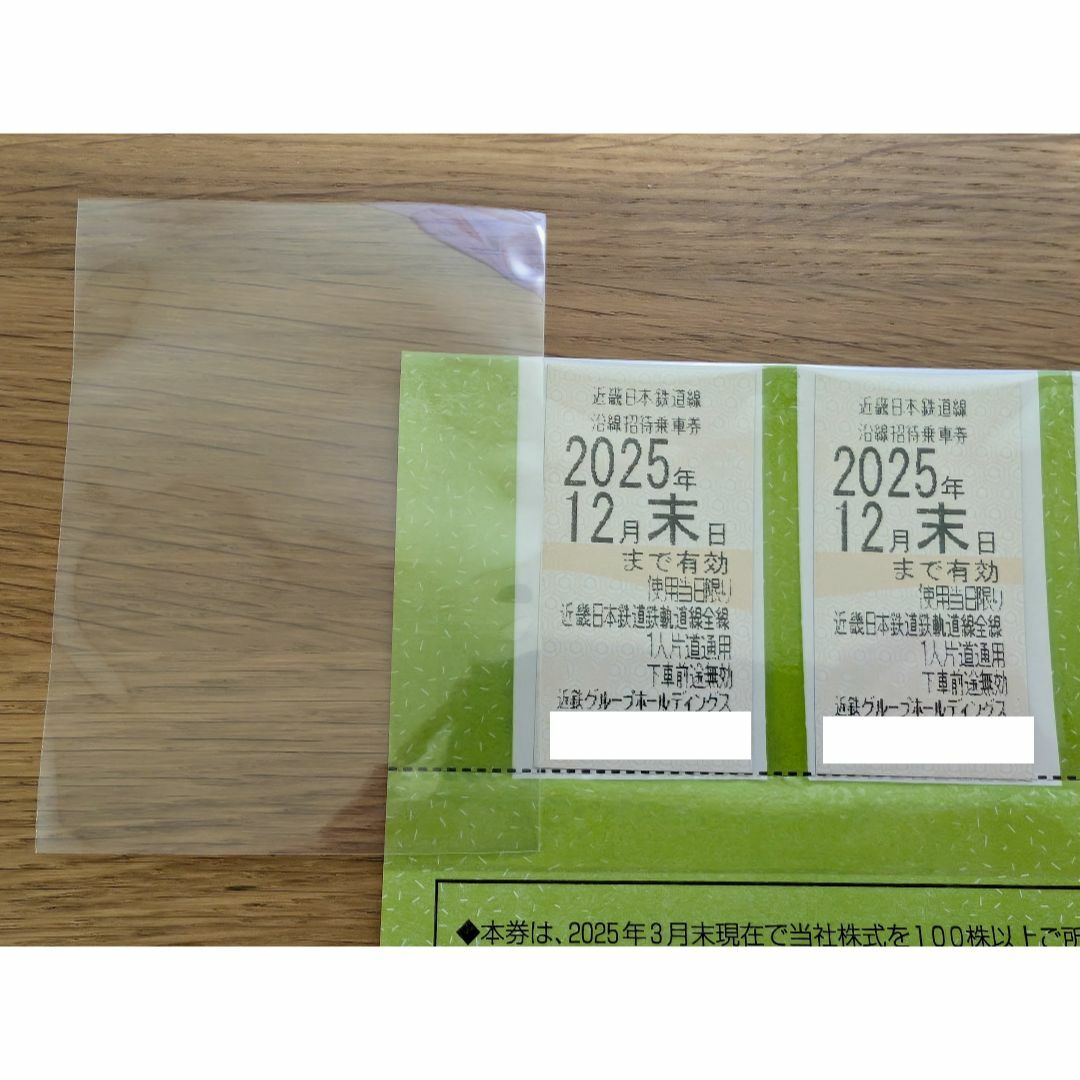 近畿日本鉄道線
沿線招待乗車券
2025年
12月末日
まで有効
使用当日限り
近畿日本鉄道鉄軌道線全線
1人片道通用
下車前途無効
近鉄グループホールディングス
近畿日本鉄道線
沿線招待乗車券
2025年
12月末日
まで有効
使用当日限り
近畿日本鉄道鉄軌道線全線
1人片道通用
下車前途無効
近鉄グループホールディングス
◆本券は、2025年3月末現在で当社株式を100株以上ご所